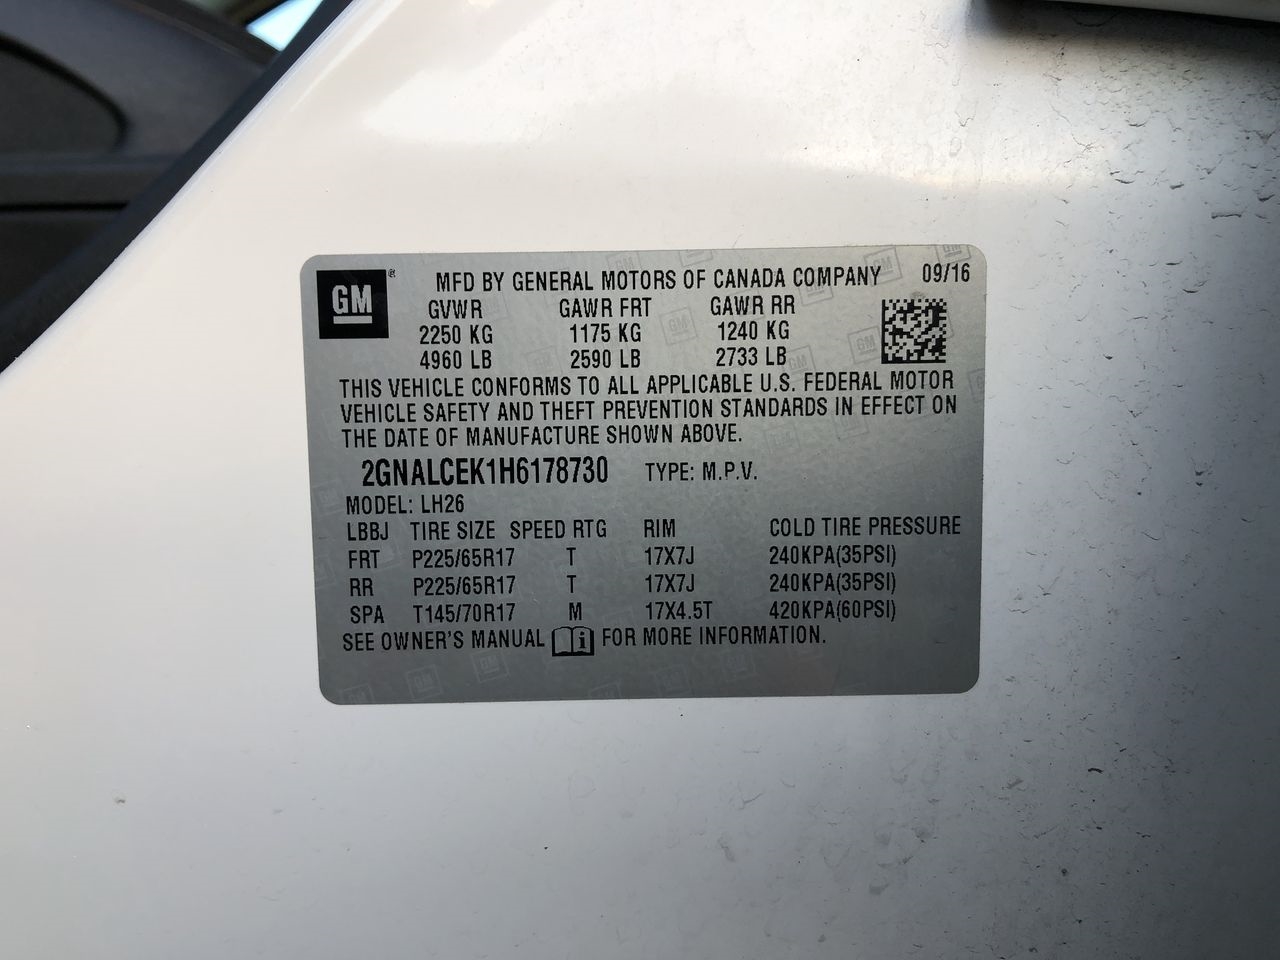 GM ® MFD BY GENERAL MOTORS OF CANADA COMPANY 09/16
GVWR GAWR FRT GAWR RR
2250 KG 1175 KG 1240 KG
4960 LB 2590 LB 2733 LB
THIS VEHICLE CONFORMS TO ALL APPLICABLE U.S. FEDERAL MOTOR
VEHICLE SAFETY AND THEFT PREVENTION STANDARDS IN EFFECT ON
THE DATE OF MANUFACTURE SHOWN ABOVE.
2GNALCEK1H6178730 TYPE: M.P.V.
MODEL: LH26
LBBJ TIRE SIZE SPEED RTG RIM COLD TIRE PRESSURE
FRT P225/65R17 T 17X7J 240KPA(35PSI)
RR P225/65R17 T 17X7J 240KPA(35PSI)
SPA T145/70R17 M 17X4.5T 420KPA(60PSI)
SEE OWNER'S MANUAL i FOR MORE INFORMATION.